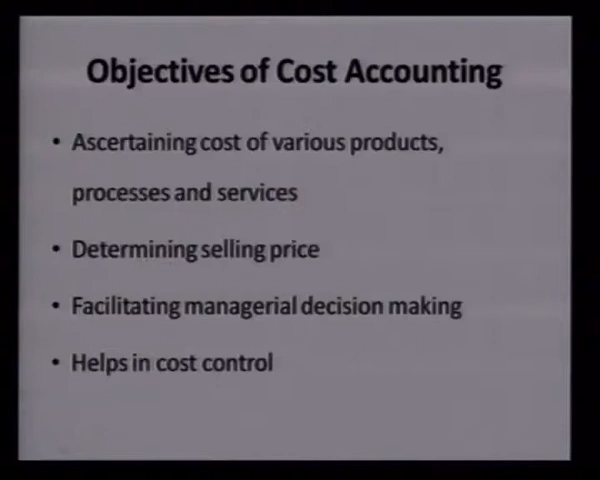 Objectives of Cost Accounting
• Ascertaining cost of various products,
processes and services
• Determining selling price
• Facilitating managerial decision making
• Helps in cost control